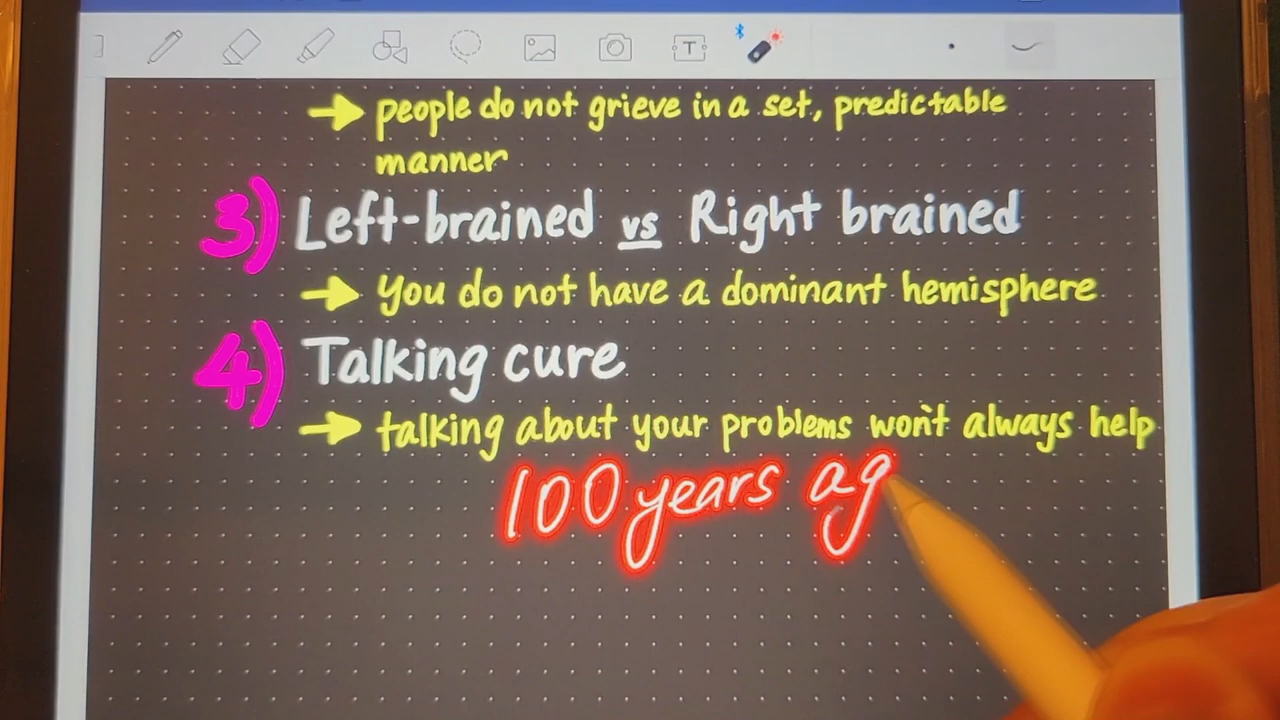 T
→ people do not grieve in a set, predictable
manner
3) Left-brained vs Right brained
→ You do not have a dominant hemisphere
4) Talking cure
→ talking about your problems won't always help
100 years ago